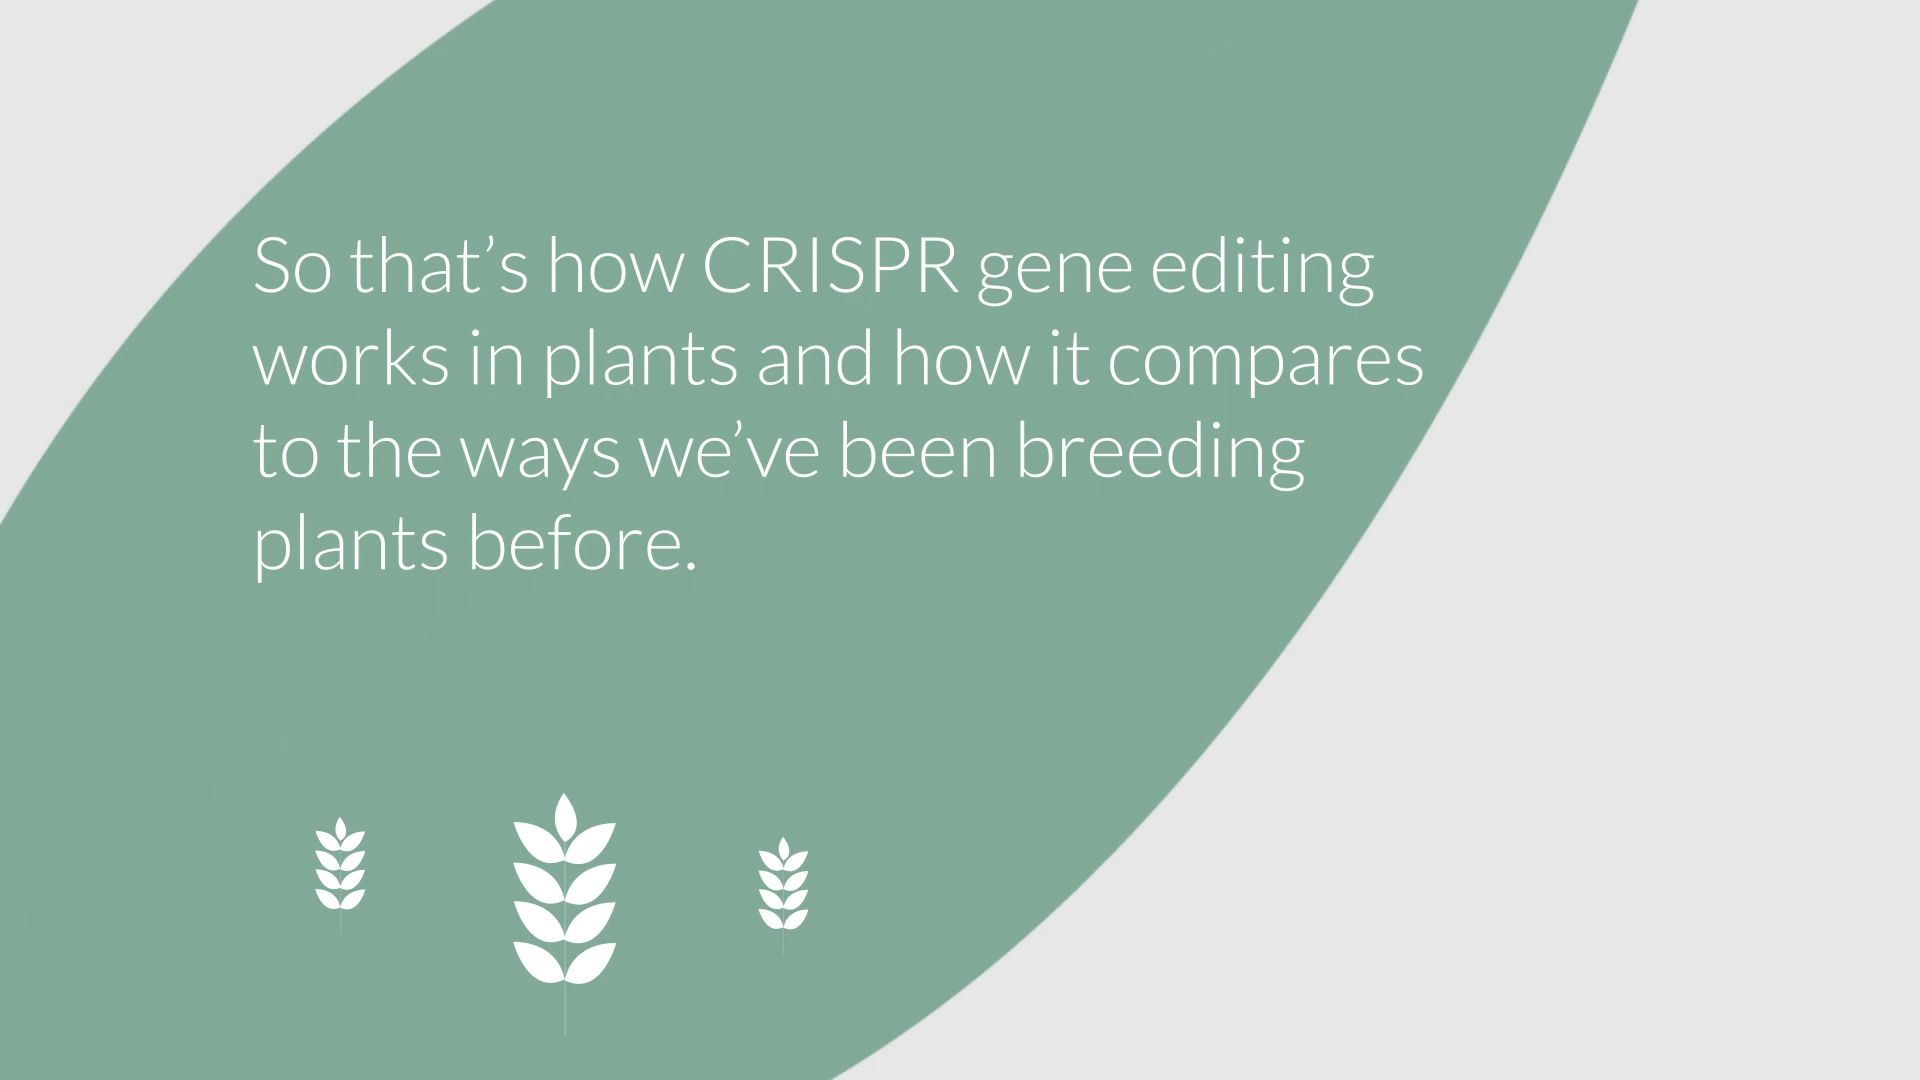 So that’s how CRISPR gene editing
works in plants and how it compares
to the ways we’ve been breeding
plants before.